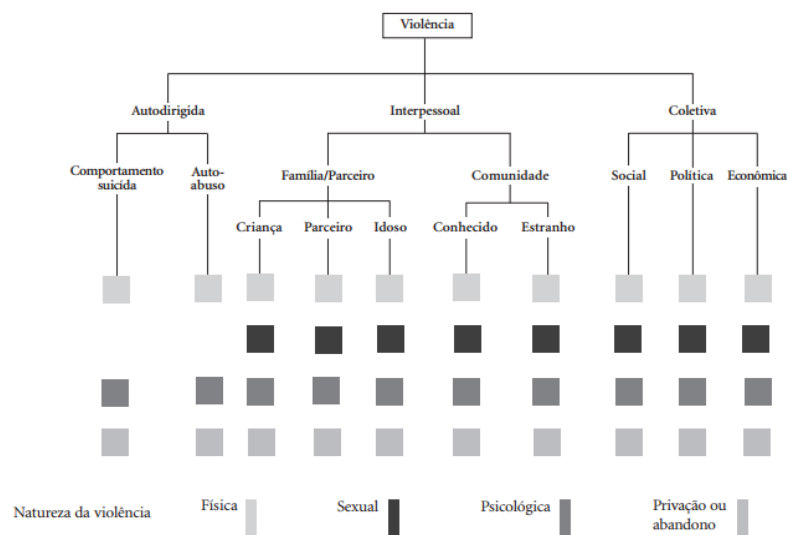 Violência
Autodirigida
Interpessoal
Coletiva
Comportamento
suicída
Auto-
abuso
Família/Parceiro
Comunidade
Social
Política
Econômica
Criança
Parceiro
Idoso
Conhecido
Estranho
Natureza da violência
Física
Sexual
Psicológica
Privação ou
abandono